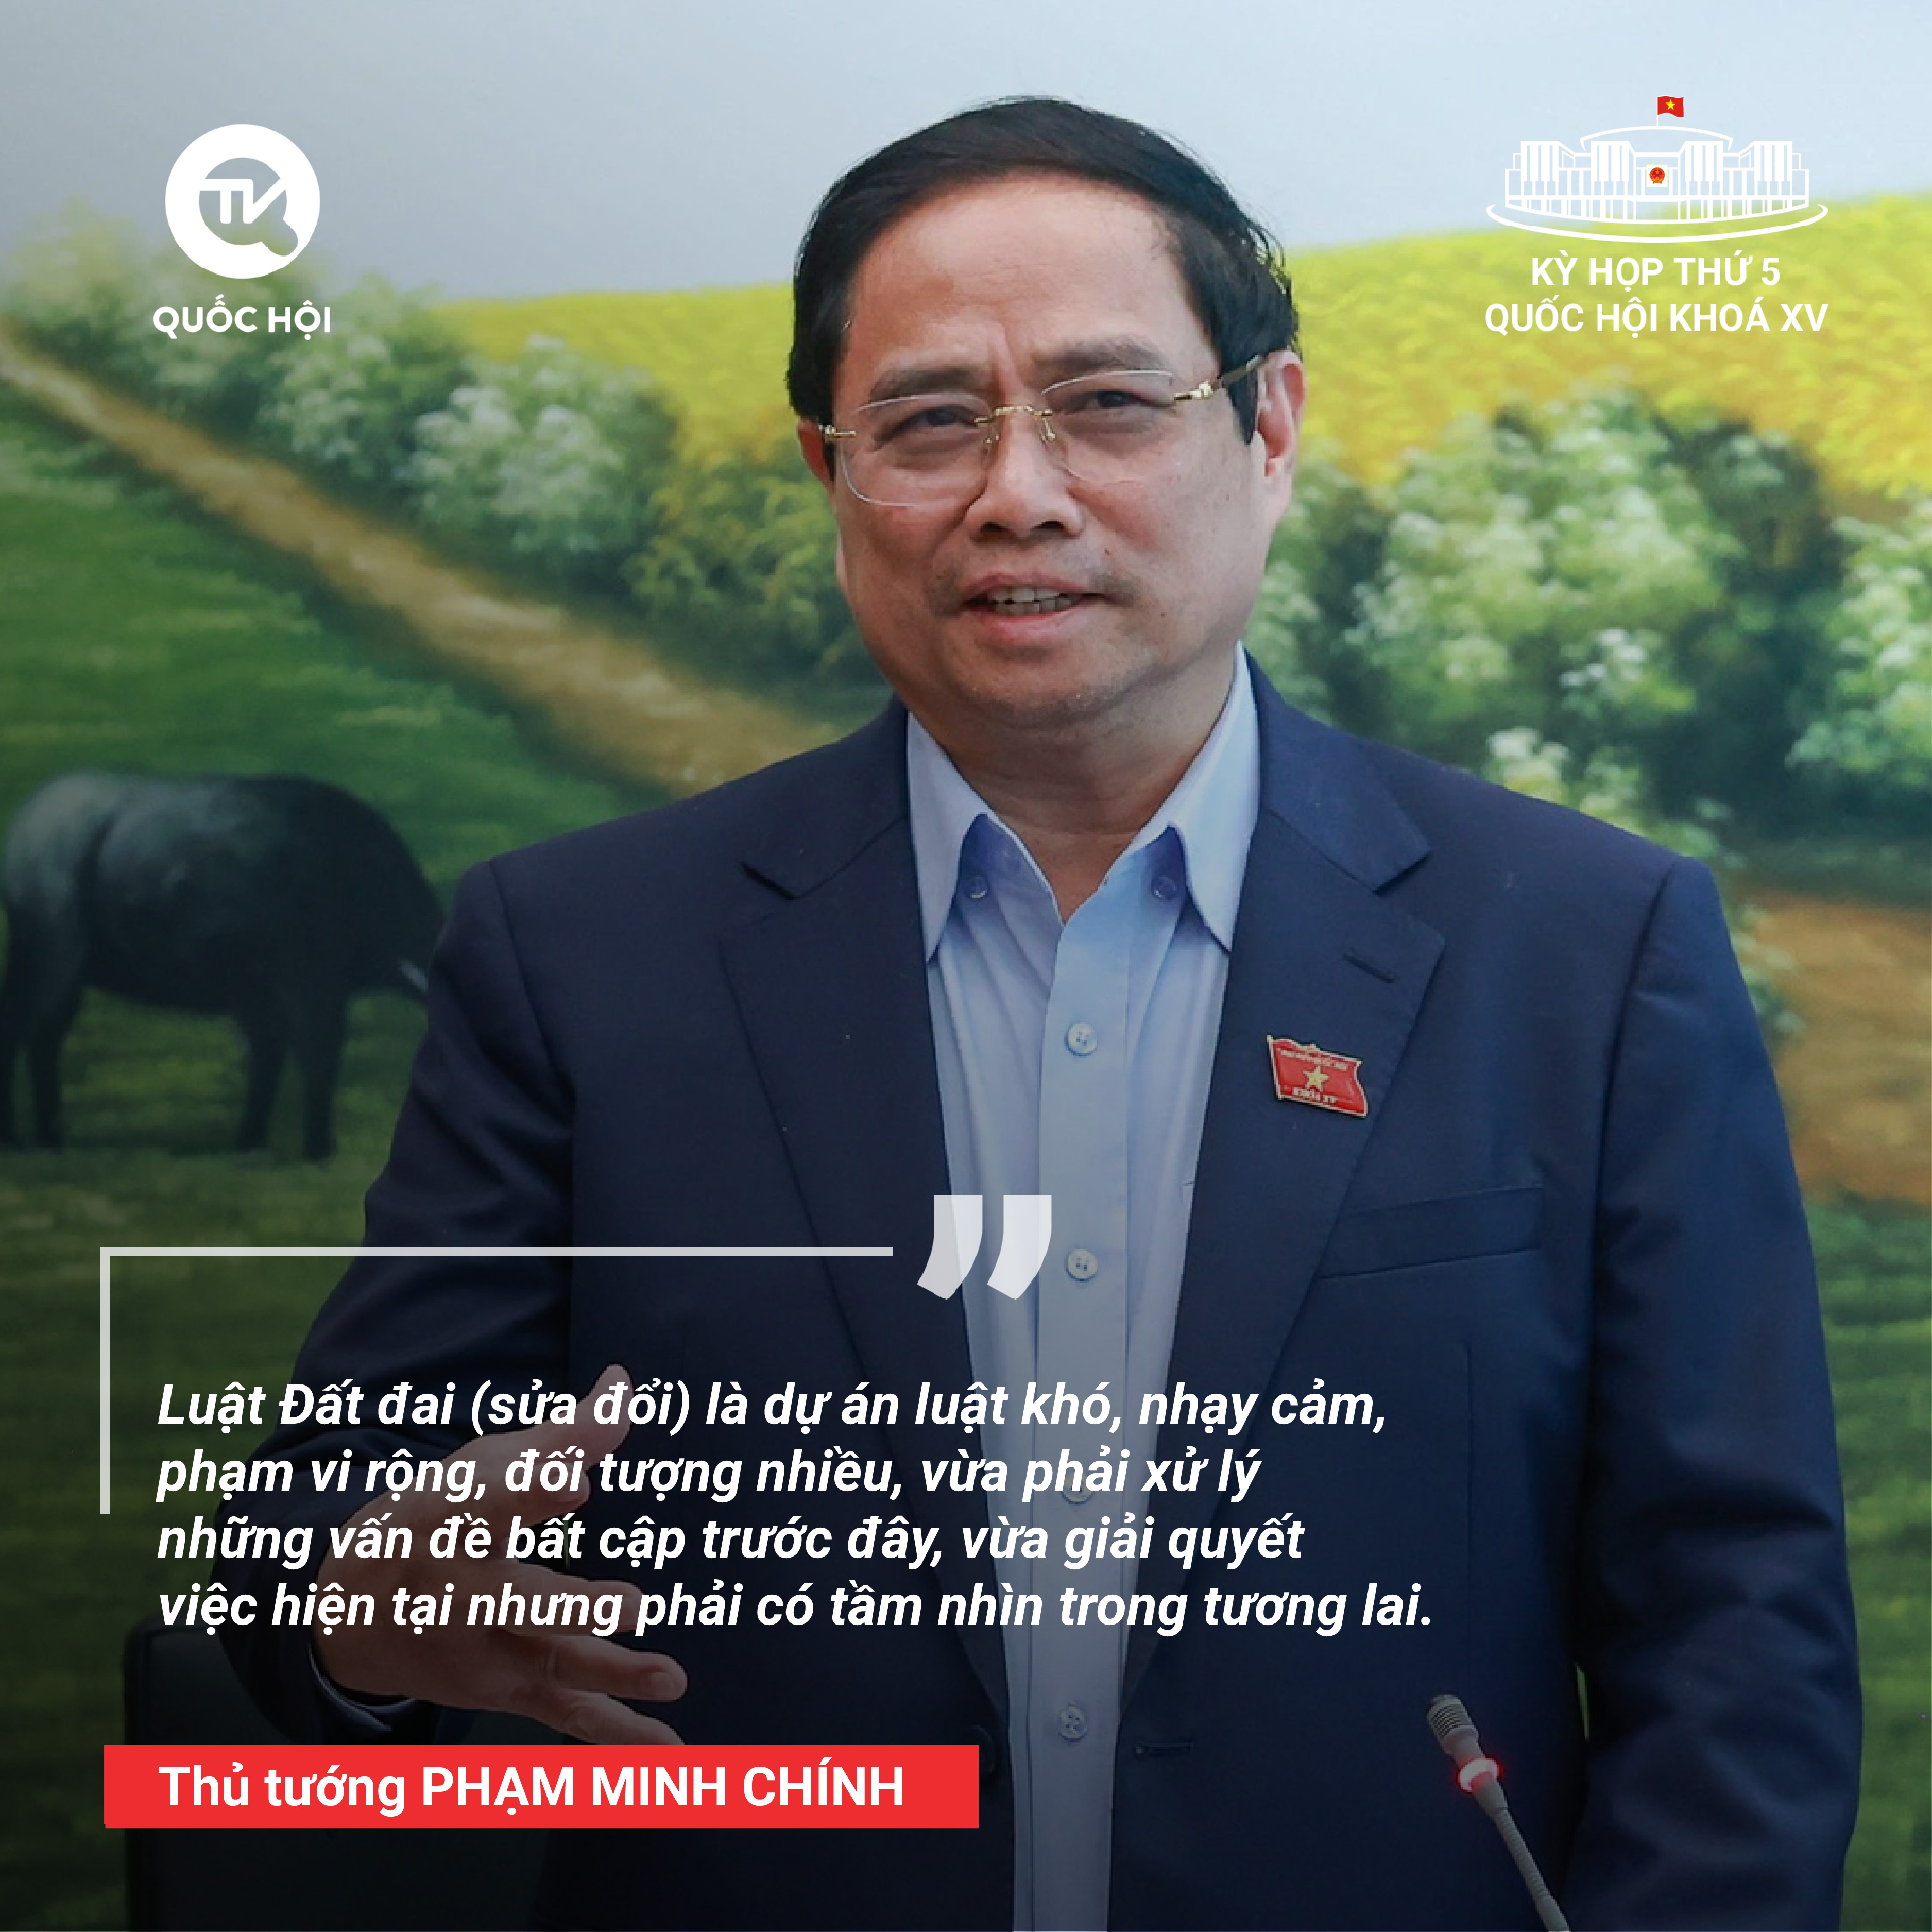 TV
QUỐC HỘI
KỲ HỌP THỨ 5
QUỐC HỘI KHOÁ XV
KHÓA XV
”
Luật Đất đai (sửa đổi) là dự án luật khó, nhạy cảm,
phạm vi rộng, đối tượng nhiều, vừa phải xử lý
những vấn đề bất cập trước đây, vừa giải quyết
việc hiện tại nhưng phải có tầm nhìn trong tương lai.
Thủ tướng PHẠM MINH CHÍNH